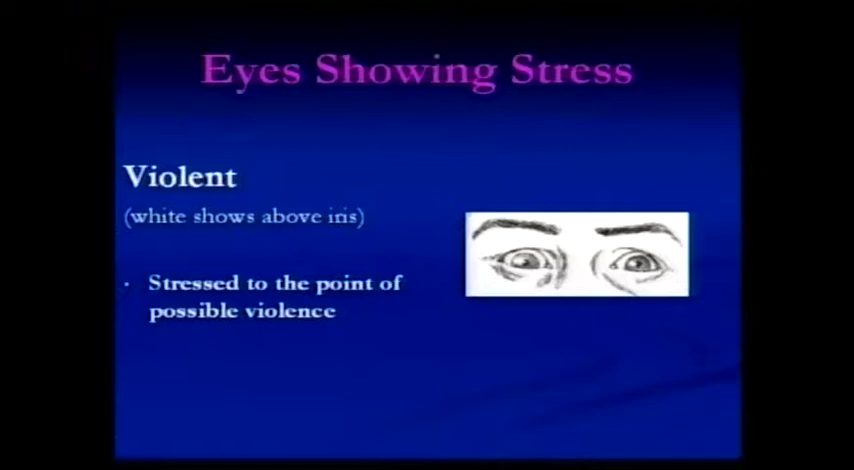 Eyes Showing Stress
Violent
(white shows above iris)
• Stressed to the point of
possible violence